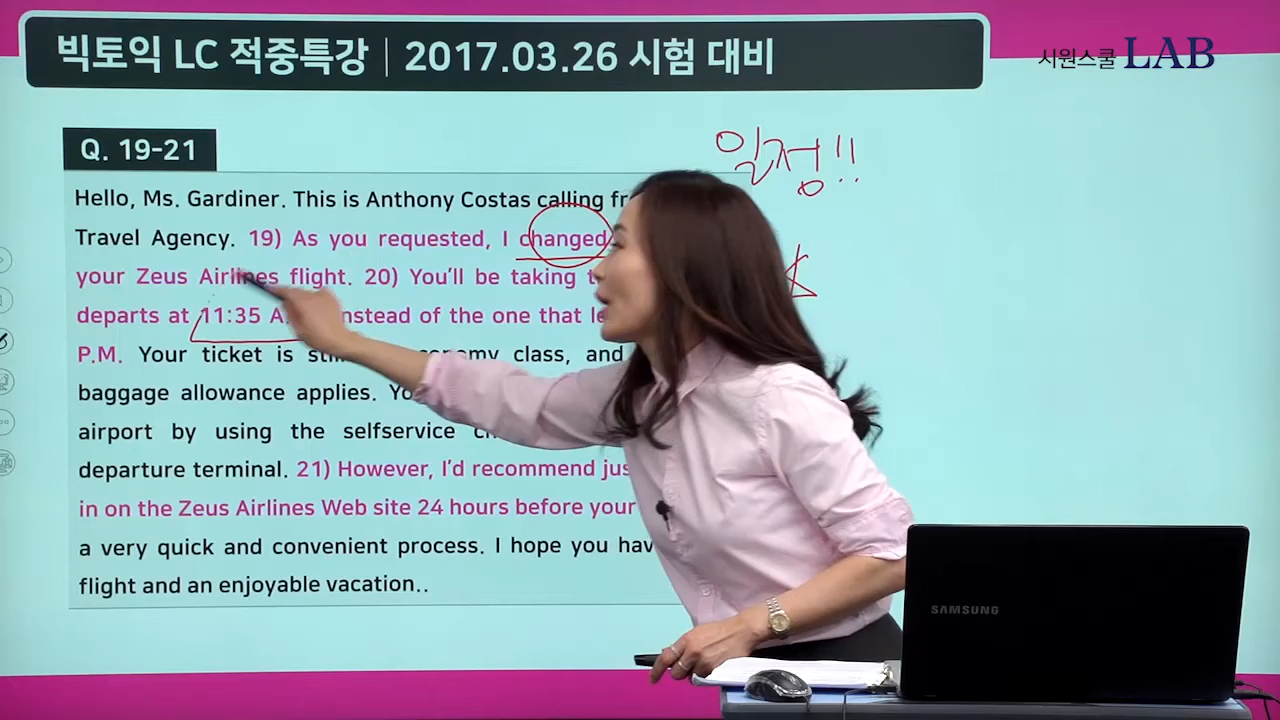 빅토익 LC 적중특강 | 2017.03.26 시험 대비
시원스쿨 LAB
Q. 19-21
일정!!
Hello, Ms. Gardiner. This is Anthony Costas calling
Travel Agency. 19) As you requested, I changed
your Zeus Airlines flight. 20) You'll be taking
departs at 11:35 instead of the one that
P.M. Your ticket is class, and
baggage allowance applies.
airport by using the selfservice
departure terminal. 21) However, I'd recommend
in on the Zeus Airlines Web site 24 hours before your
a very quick and convenient process. I hope you
flight and an enjoyable vacation..
SAMSUNG